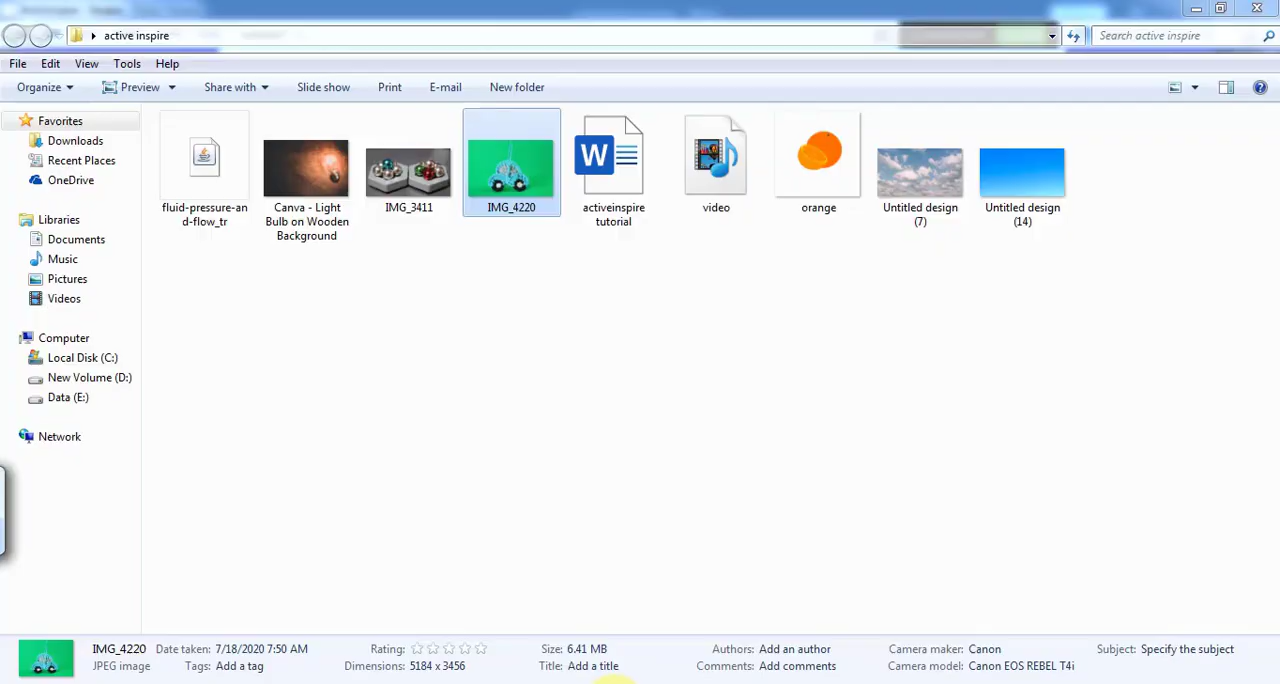 active inspire
Search active inspire
File Edit View Tools Help
Organize Preview Share with Slide show Print E-mail New folder
Favorites
Downloads
Recent Places
OneDrive
Libraries
Documents
Music
Pictures
Videos
Computer
Local Disk (C:)
New Volume (D:)
Data (E:)
Network
fluid-pressure-an
d-flow_tr
Canva - Light
Bulb on Wooden
Background
IMG_3411
IMG_4220
W
activeinspire
tutorial
video
orange
Untitled design
(7)
Untitled design
(14)
IMG_4220 Date taken: 7/18/2020 7:50 AM Rating: Size: 6.41 MB Authors: Add an author Camera maker: Canon Subject: Specify the subject
JPEG image Tags: Add a tag Dimensions: 5184 x 3456 Title: Add a title Comments: Add comments Camera model: Canon EOS REBEL T4i